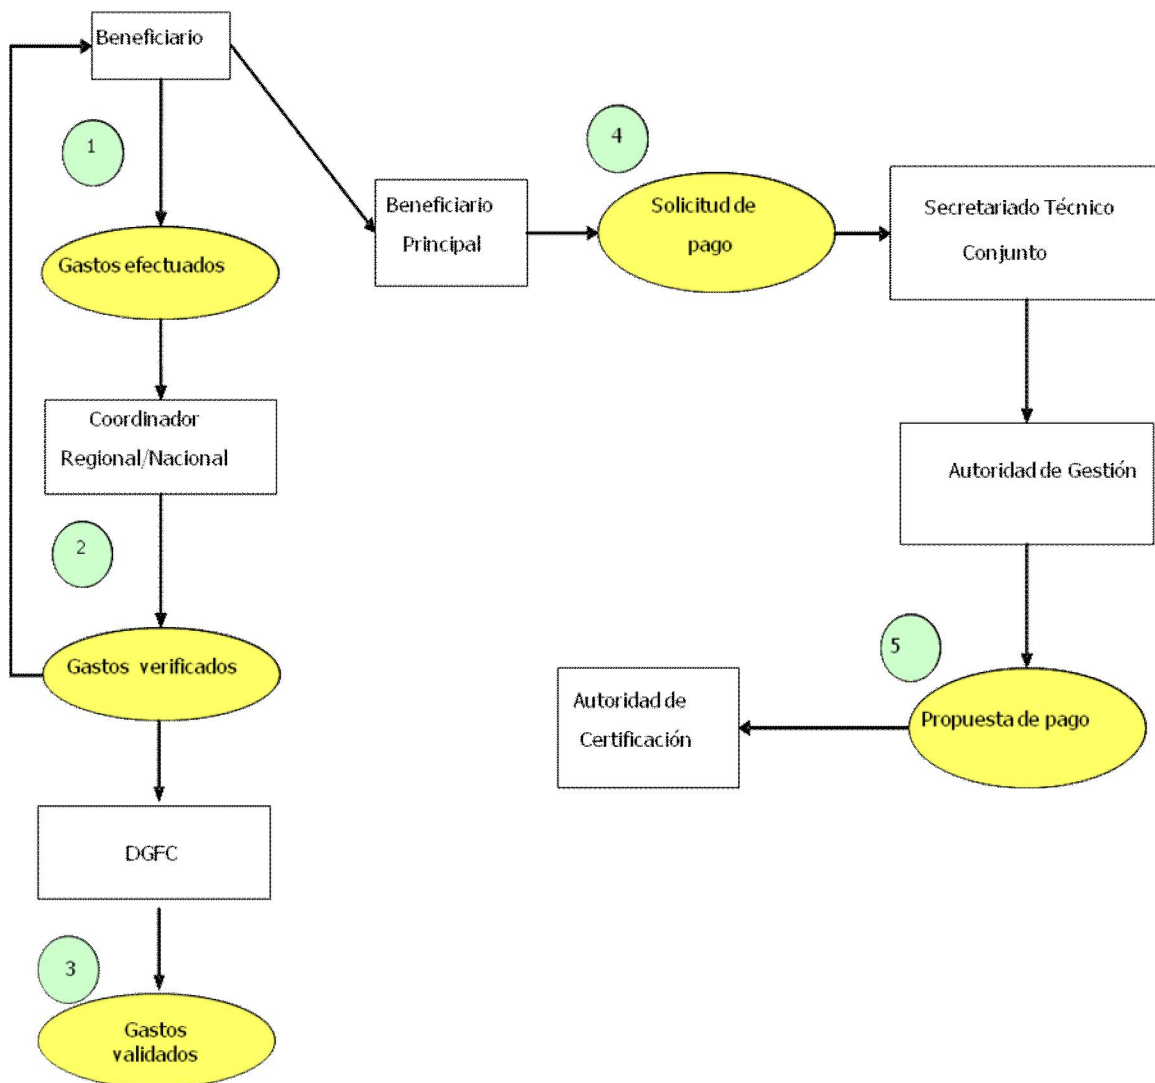 Beneficiario
1
Gastos efectuados
Coordinador
Regional/Nacional
2
Gastos verificados
DGFC
3
Gastos
validados
Beneficiario
Principal
4
Solicitud de
pago
Secretariado Técnico
Conjunto
Autoridad de Gestión
5
Propuesta de pago
Autoridad de
Certificación